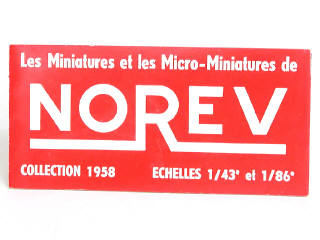 Les Miniatures et les Micro-Miniatures de
NOREV
COLLECTION 1958 ECHELLES 1/43e et 1/86e